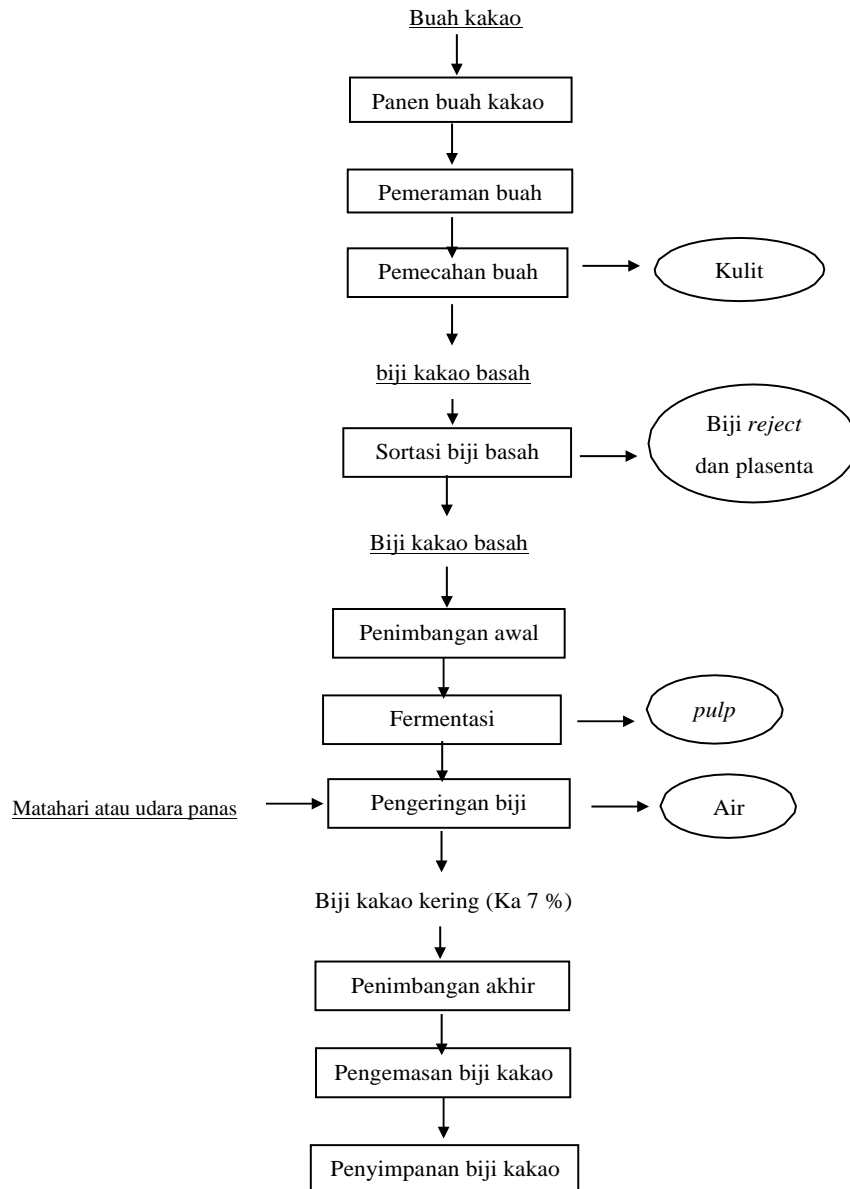 Buah kakao
Panen buah kakao
Pemeraman buah
Pemecahan buah
Kulit
biji kakao basah
Sortasi biji basah
Biji reject
dan plasenta
Biji kakao basah
Penimbangan awal
Fermentasi
pulp
Matahari atau udara panas
Pengeringan biji
Air
Biji kakao kering (Ka 7 %)
Penimbangan akhir
Pengemasan biji kakao
Penyimpanan biji kakao